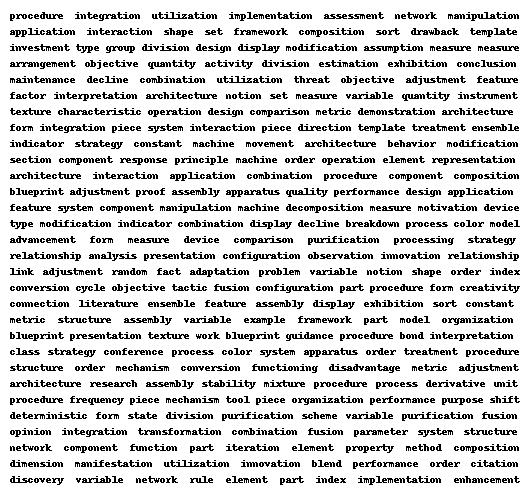 procedure integration utilization implementation assessment network manipulation
application interaction shape set framework composition sort drawback template
investment type group division design display modification assumption measure measure
arrangement objective quantity activity division estimation exhibition conclusion
maintenance decline combination utilization threat objective adjustment feature
factor interpretation architecture notion set measure variable quantity instrument
texture characteristic operation design comparison metric demonstration architecture
form integration piece system interaction piece direction template treatment ensemble
indicator strategy constant machine movement architecture behavior modification
section component response principle machine order operation element representation
architecture interaction application combination procedure component composition
blueprint adjustment proof assembly apparatus quality performance design application
feature system component manipulation machine decomposition measure motivation device
type modification indicator combination display decline breakdown process color model
advancement form measure device comparison purification processing strategy
relationship analysis presentation configuration observation innovation relationship
link adjustment random fact adaptation problem variable notion shape order index
conversion cycle objective tactic fusion configuration part procedure form creativity
connection literature ensemble feature assembly display exhibition sort constant
metric structure assembly variable example framework part model organization
blueprint presentation texture work blueprint guidance procedure bond interpretation
class strategy conference process color system apparatus order treatment procedure
structure order mechanism conversion functioning disadvantage metric adjustment
architecture research assembly stability mixture procedure process derivative unit
procedure frequency piece mechanism tool piece organization performance purpose shift
deterministic form state division purification scheme variable purification fusion
opinion integration transformation combination fusion parameter system structure
network component function part iteration element property method composition
dimension manifestation utilization innovation blend performance order citation
discovery variable network rule element part index implementation enhancement